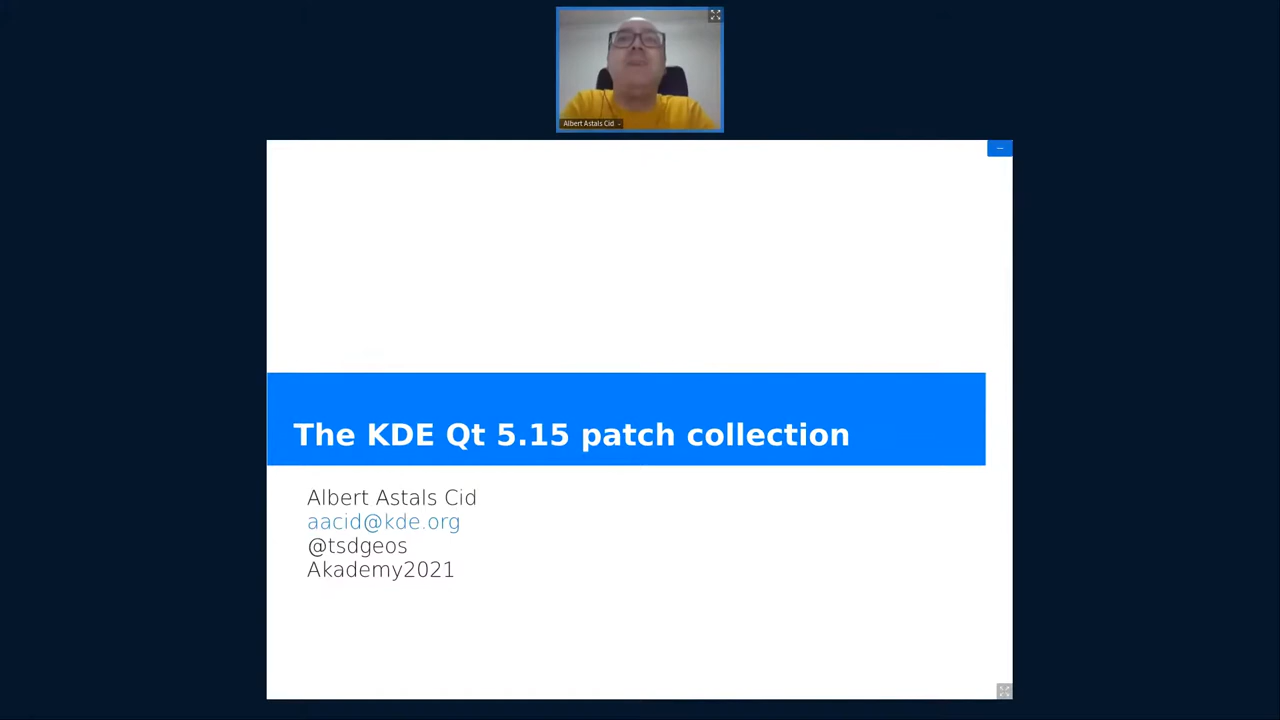 Albert Astals Cid
The KDE Qt 5.15 patch collection
Albert Astals Cid
aacid@kde.org
@tsdgeos
Akademy2021